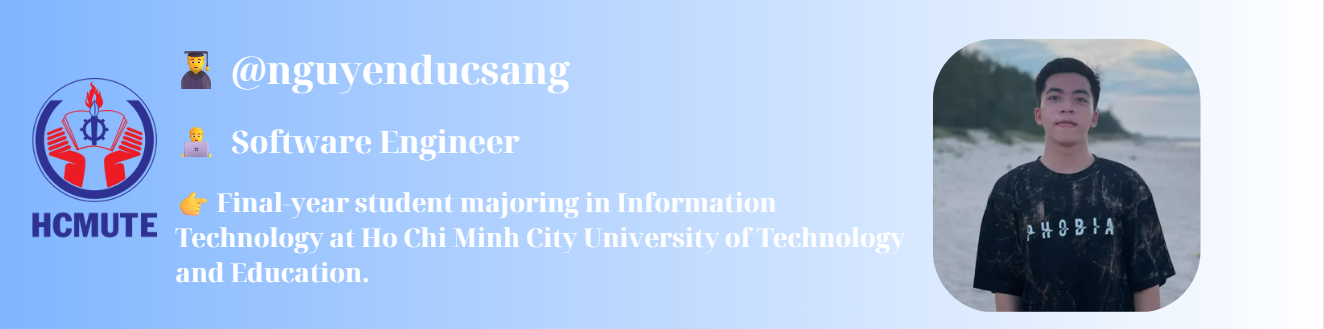 @nguyenducsang
Software Engineer
Final-year student majoring in Information
Technology at Ho Chi Minh City University of Technology
and Education.
HCMUTE
PHOBIA